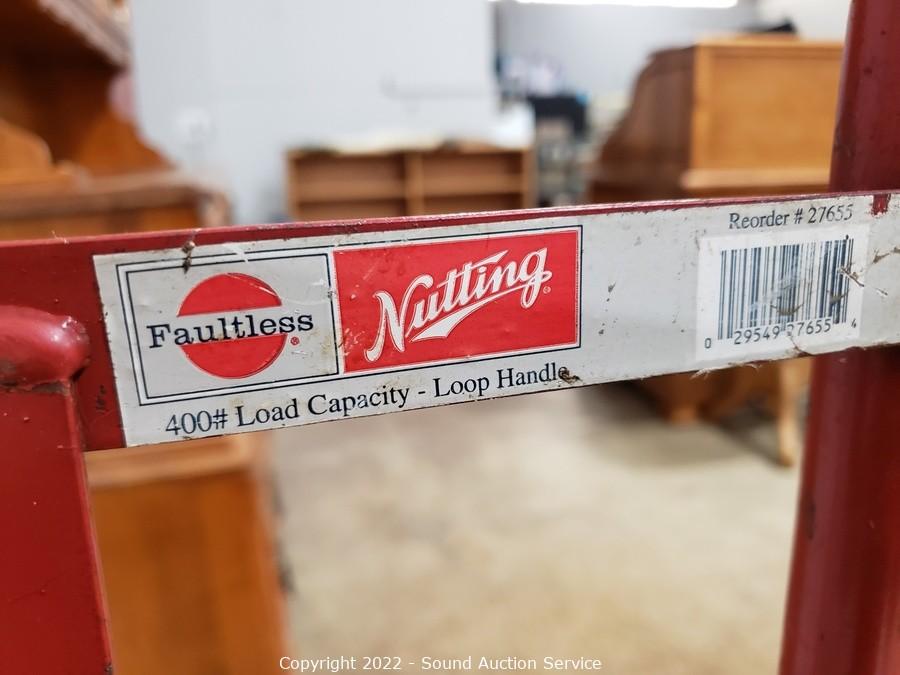 Reorder # 27655
Faultless®
Nutting®
0 29549 27655 4
400# Load Capacity - Loop Handle
Copyright 2022 - Sound Auction Service